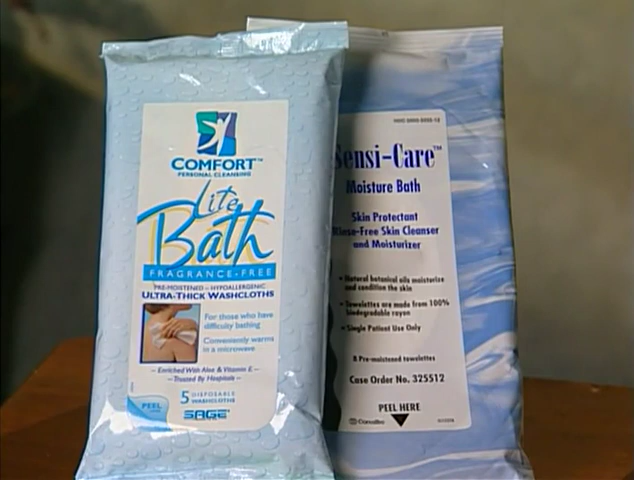 COMFORT™
PERSONAL CLEANSING
Lite
Bath
FRAGRANCE-FREE
PRE-MOISTENED – HYPOALLERGENIC
ULTRA-THICK WASHCLOTHS
For those who have
difficulty bathing
Conveniently warms
in a microwave
– Enriched With Aloe & Vitamin E –
– Trusted By Hospitals –
5 DISPOSABLE
WASHCLOTHS
PEEL
SAGE
Sensi-Care™
Moisture Bath
Skin Protectant
Rinse-Free Skin Cleanser
and Moisturizer
• Natural botanical oils moisturize
and condition the skin
• Towelettes are made from 100%
biodegradable rayon
• Single Patient Use Only
8 Pre-moistened towelettes
Case Order No. 325512
PEEL HERE
ConvaTec